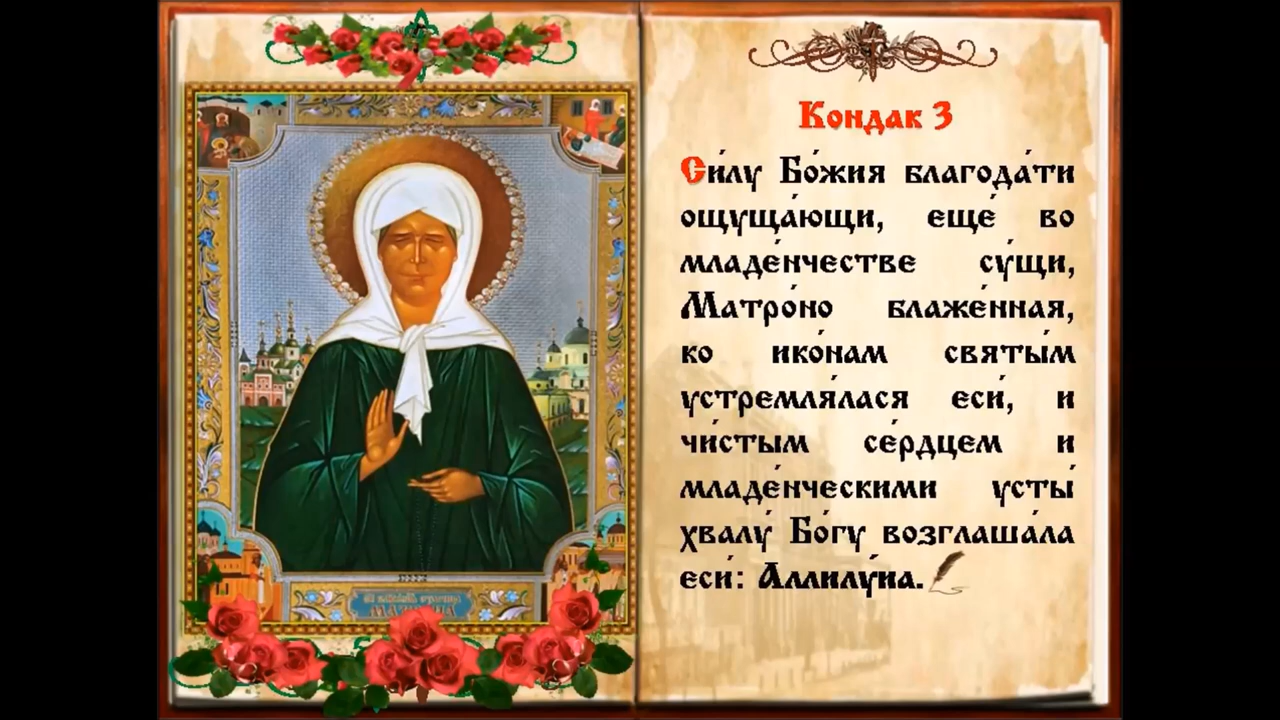 Кондак 3
Си́лу Бо́жия благода́ти
ощуща́ющи, еще́ во
младе́нчестве су́щи,
Матро́но блаже́нная,
ко ико́нам святы́м
устремля́лася еси́, и
чи́стым се́рдцем и
младе́нческими усты́
хвалу́ Бо́гу возглаша́ла
еси́: Аллилу́иа.
МАТРОНА